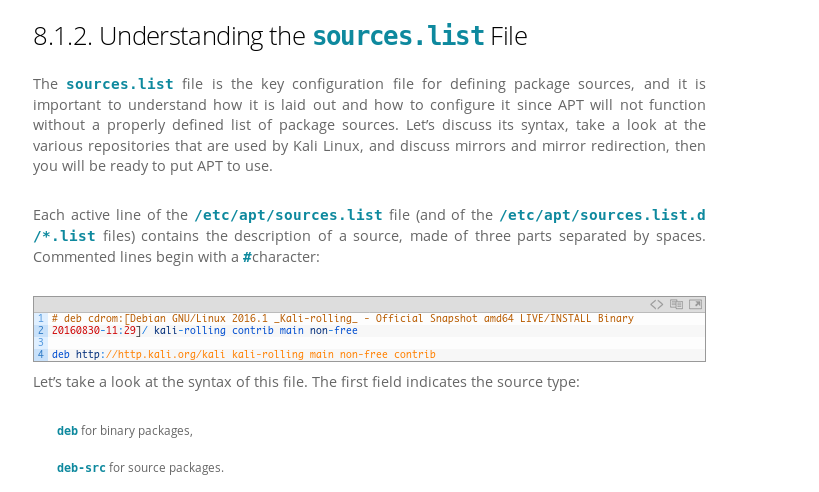 8.1.2. Understanding the sources.list File
The sources.list file is the key configuration file for defining package sources, and it is
important to understand how it is laid out and how to configure it since APT will not function
without a properly defined list of package sources. Let’s discuss its syntax, take a look at the
various repositories that are used by Kali Linux, and discuss mirrors and mirror redirection, then
you will be ready to put APT to use.
Each active line of the /etc/apt/sources.list file (and of the /etc/apt/sources.list.d
/*.list files) contains the description of a source, made of three parts separated by spaces.
Commented lines begin with a #character:
1 # deb cdrom:[Debian GNU/Linux 2016.1 _Kali-rolling_ - Official Snapshot amd64 LIVE/INSTALL Binary
2 20160830-11:29]/ kali-rolling contrib main non-free
3
4 deb http://http.kali.org/kali kali-rolling main non-free contrib
Let’s take a look at the syntax of this file. The first field indicates the source type:
deb for binary packages,
deb-src for source packages.